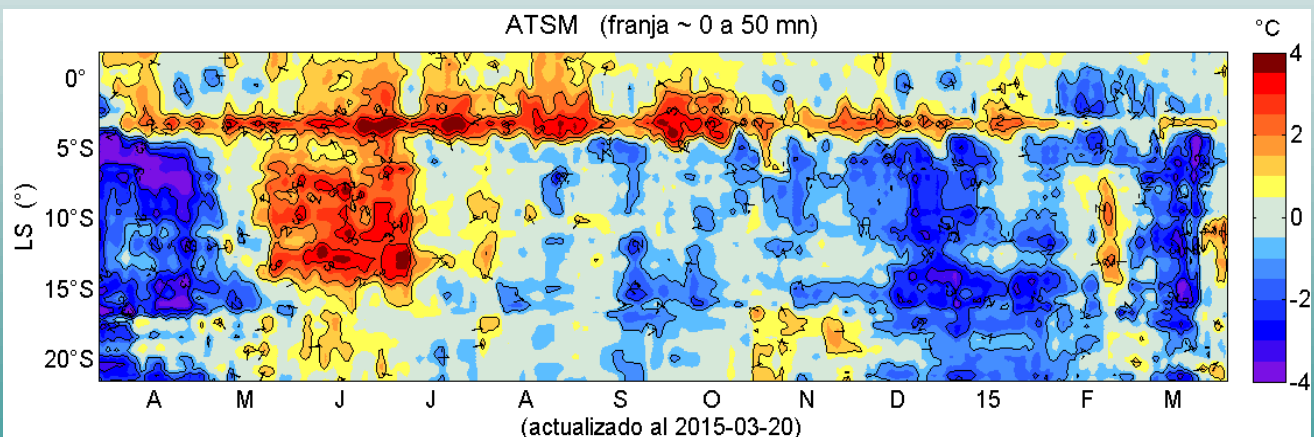 ATSM (franja ~ 0 a 50 mn)
°C
4
2
0
-2
-4
LS (°)
0°
5°S
10°S
15°S
20°S
A M J J A S O N D 15 F M
(actualizado al 2015-03-20)